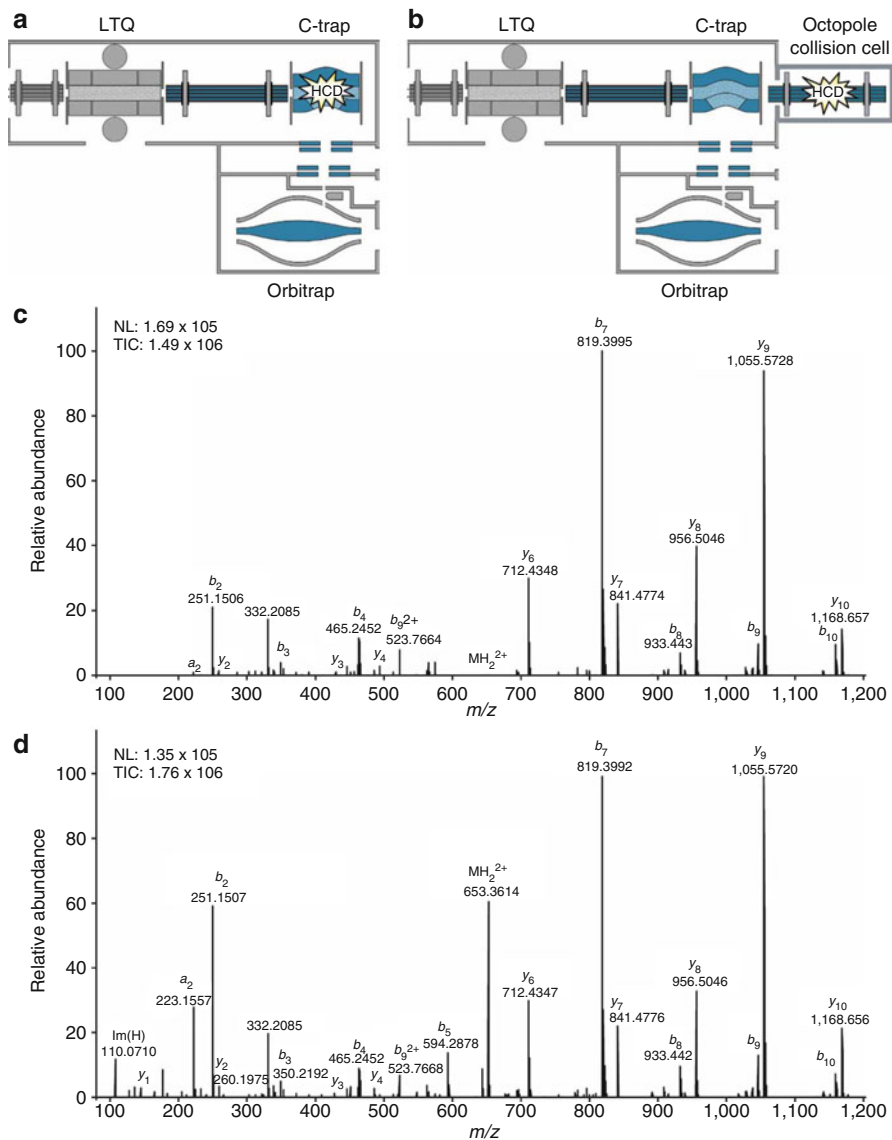 a
LTQ
C-trap
HCD
Orbitrap
b
LTQ
C-trap
Octopole
collision cell
HCD
Orbitrap
c
NL: 1.69 x 105
TIC: 1.49 x 106
Relative abundance
100
80
60
40
20
0
a2
b2
251.1506
y2
332.2085
b3
y3
b4
465.2452
y4
b9 2+
523.7664
MH2 2+
y6
712.4348
b7
819.3995
y7 841.4774
b8
933.443
y8
956.5046
b9
y9
1,055.5728
b10
y10
1,168.657
100 200 300 400 500 600 700 800 900 1,000 1,100 1,200
m/z
d
NL: 1.35 x 105
TIC: 1.76 x 106
Relative abundance
100
80
60
40
20
0
Im(H)
110.0710
y1
a2
223.1557
b2
251.1507
y2
260.1975
332.2085
b3
350.2192
y3
b4
465.2452
y4
b9 2+
523.7668
b5
594.2878
MH2 2+
653.3614
y6
712.4347
b7
819.3992
y7 841.4776
b8
933.442
y8
956.5046
b9
y9
1,055.5720
b10
y10
1,168.656
100 200 300 400 500 600 700 800 900 1,000 1,100 1,200
m/z